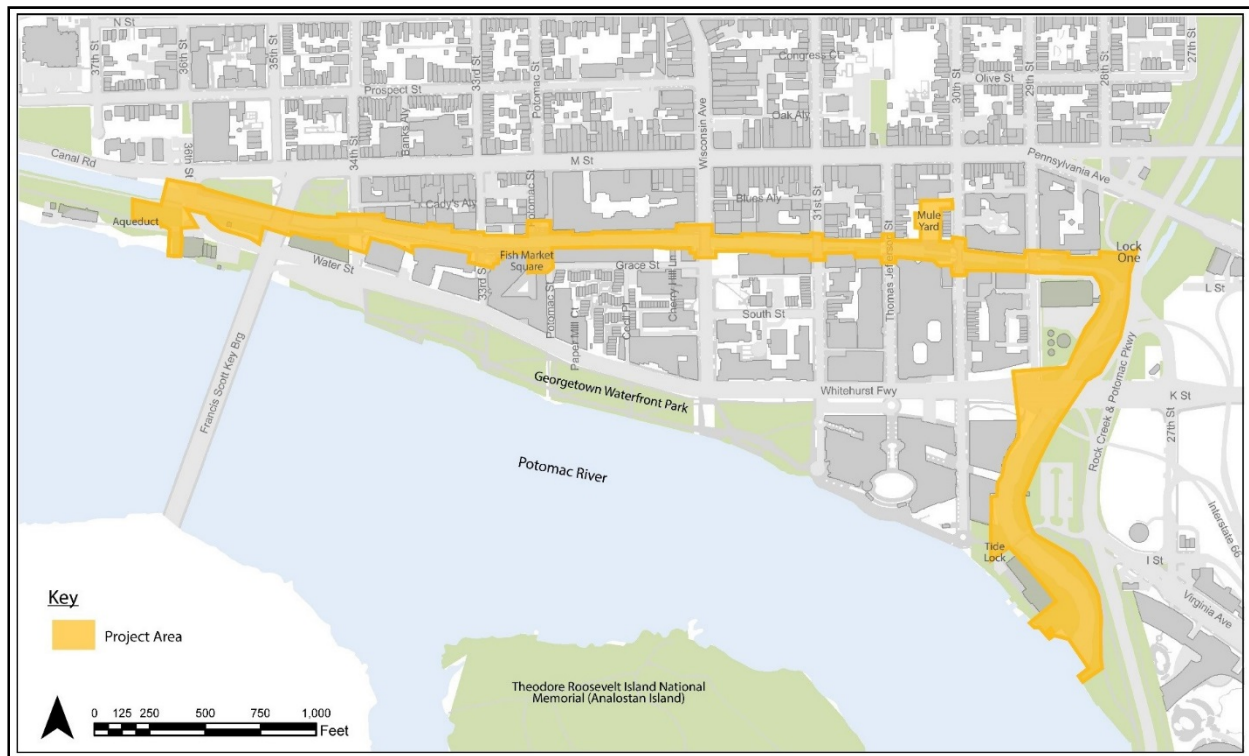 N St
37th St
36th St
35th St
33rd St
Potomac St
Prospect St
Banks Aly
34th St
Wisconsin Ave
Congress CT
Oak Aly
30th St
Olive St
29th St
28th St
27th St
Canal Rd
36th St
M St
Pennsylvania Ave
Cady's Aly
Potomac St
Blues Aly
31st St
Thomas Jefferson St
Mule
Yard
Aqueduct
Water St
33rd St
Fish Market
Square
Grace St
Potomac St
Paper Mill Ct
Cecil Pl
Cherry Hill Ln
South St
Lock
One
L St
Francis Scott Key Brg
Georgetown Waterfront Park
Whitehurst Fwy
K St
27th St
Rock Creek & Potomac Pkwy
Potomac River
Interstate 66
Tide
Lock
I St
Virginia Ave
Key
Project Area
Theodore Roosevelt Island National
Memorial (Analostan Island)
0 125 250 500 750 1,000
Feet